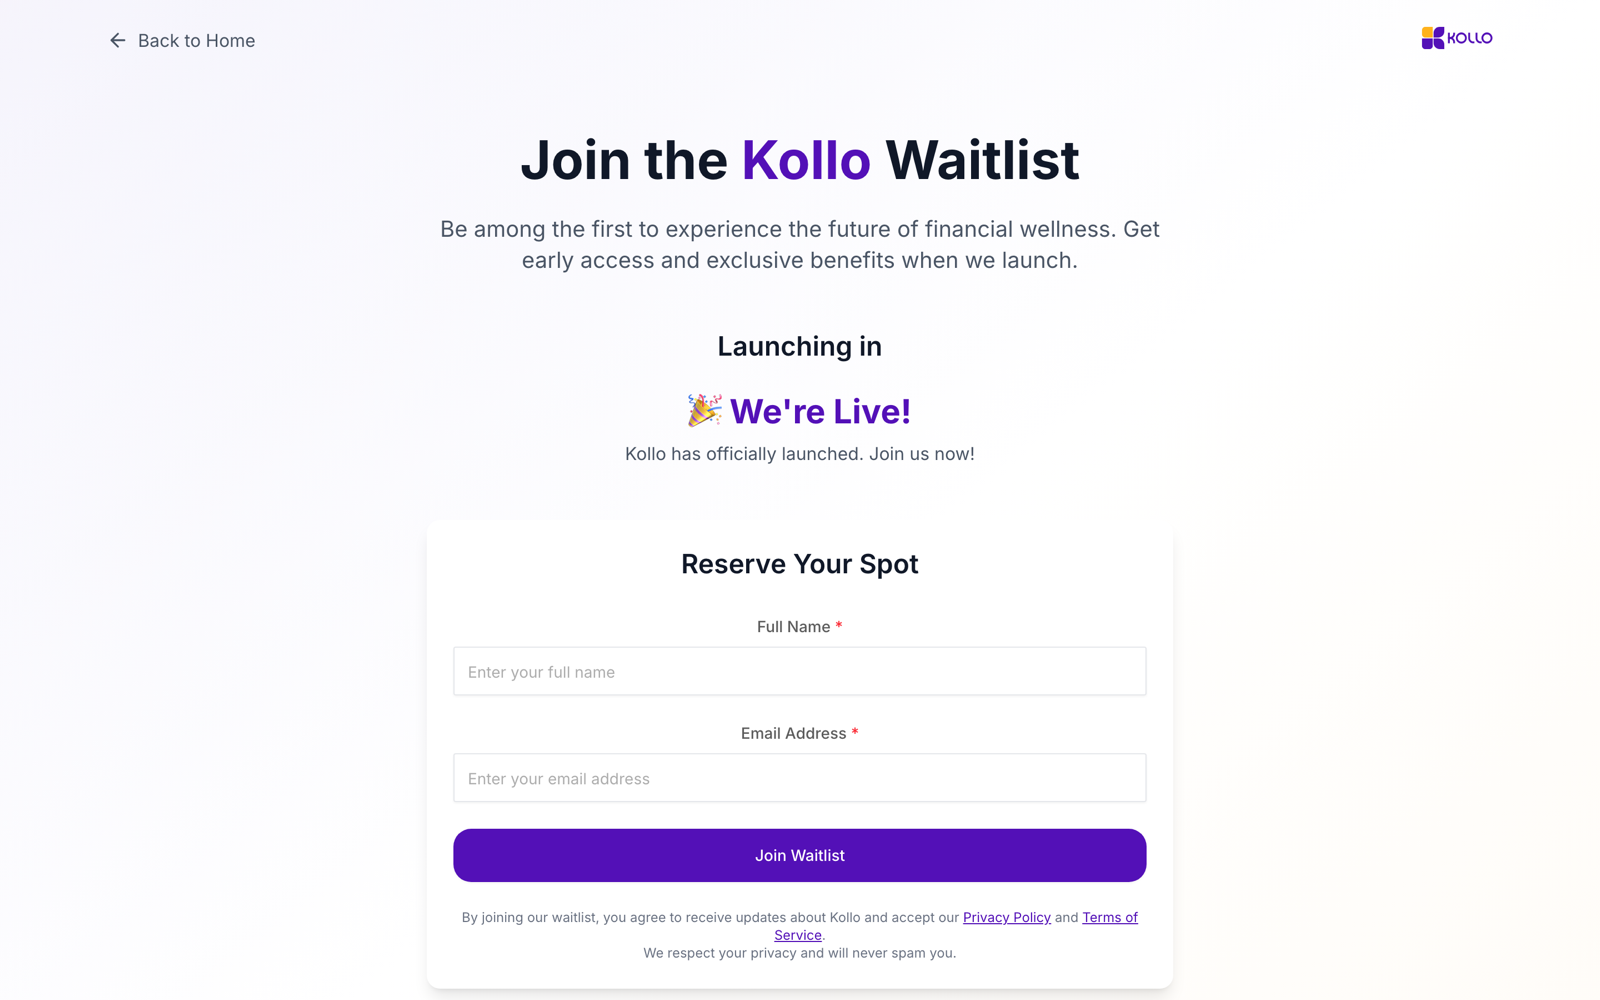 Back to Home
KOLLO
Join the Kollo Waitlist
Be among the first to experience the future of financial wellness. Get
early access and exclusive benefits when we launch.
Launching in
🎉 We're Live!
Kollo has officially launched. Join us now!
Reserve Your Spot
Full Name *
Enter your full name
Email Address *
Enter your email address
Join Waitlist
By joining our waitlist, you agree to receive updates about Kollo and accept our Privacy Policy and Terms of
Service.
We respect your privacy and will never spam you.